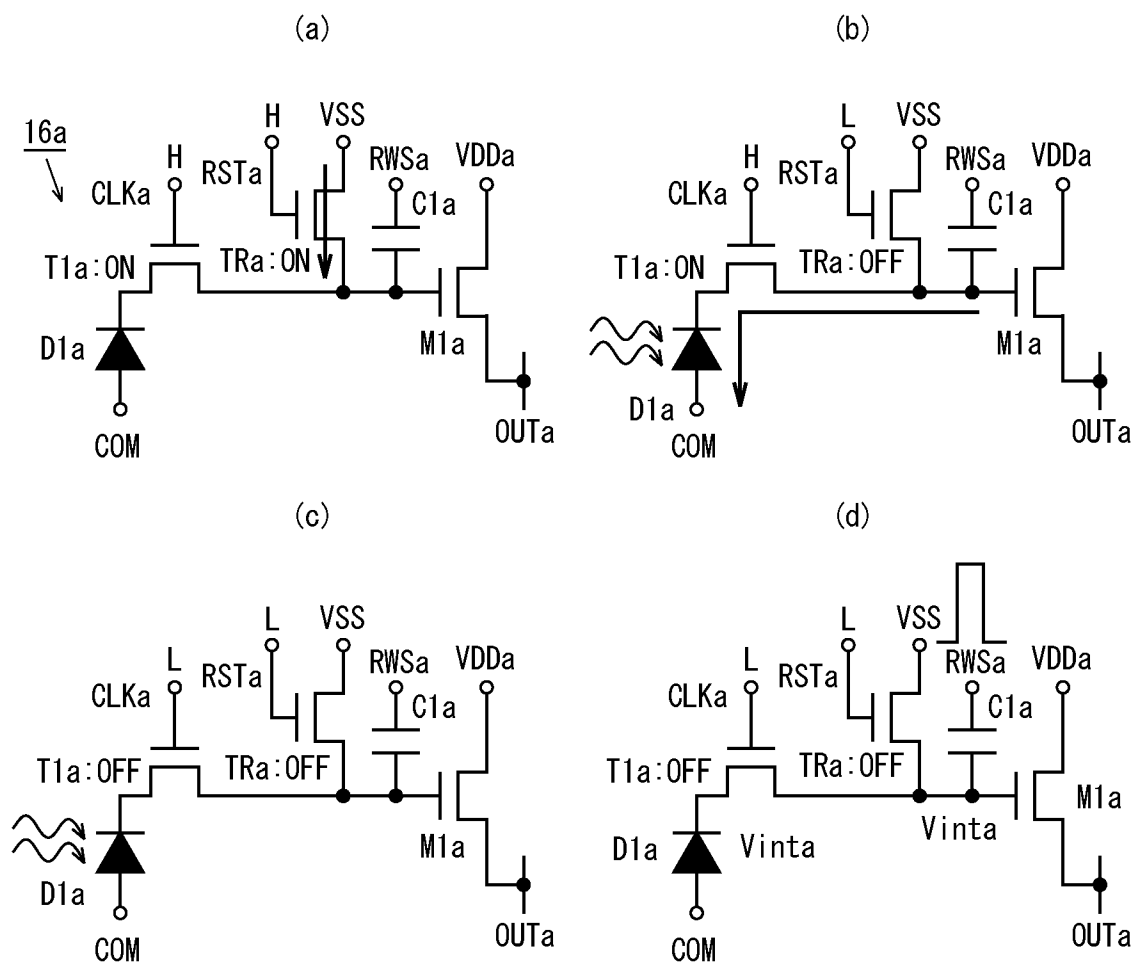 (a)
16a
H
VSS
H
RSTa
RWSa
VDDa
CLKa
C1a
T1a:ON
TRa:ON
D1a
M1a
COM
OUTa
(b)
L
VSS
H
RSTa
RWSa
VDDa
CLKa
C1a
T1a:ON
TRa:OFF
M1a
D1a
COM
OUTa
(c)
L
VSS
L
RSTa
RWSa
VDDa
CLKa
C1a
T1a:OFF
TRa:OFF
M1a
D1a
COM
OUTa
(d)
L
VSS
L
RSTa
RWSa
VDDa
CLKa
C1a
T1a:OFF
TRa:OFF
M1a
Vinta
D1a
Vinta
COM
OUTa